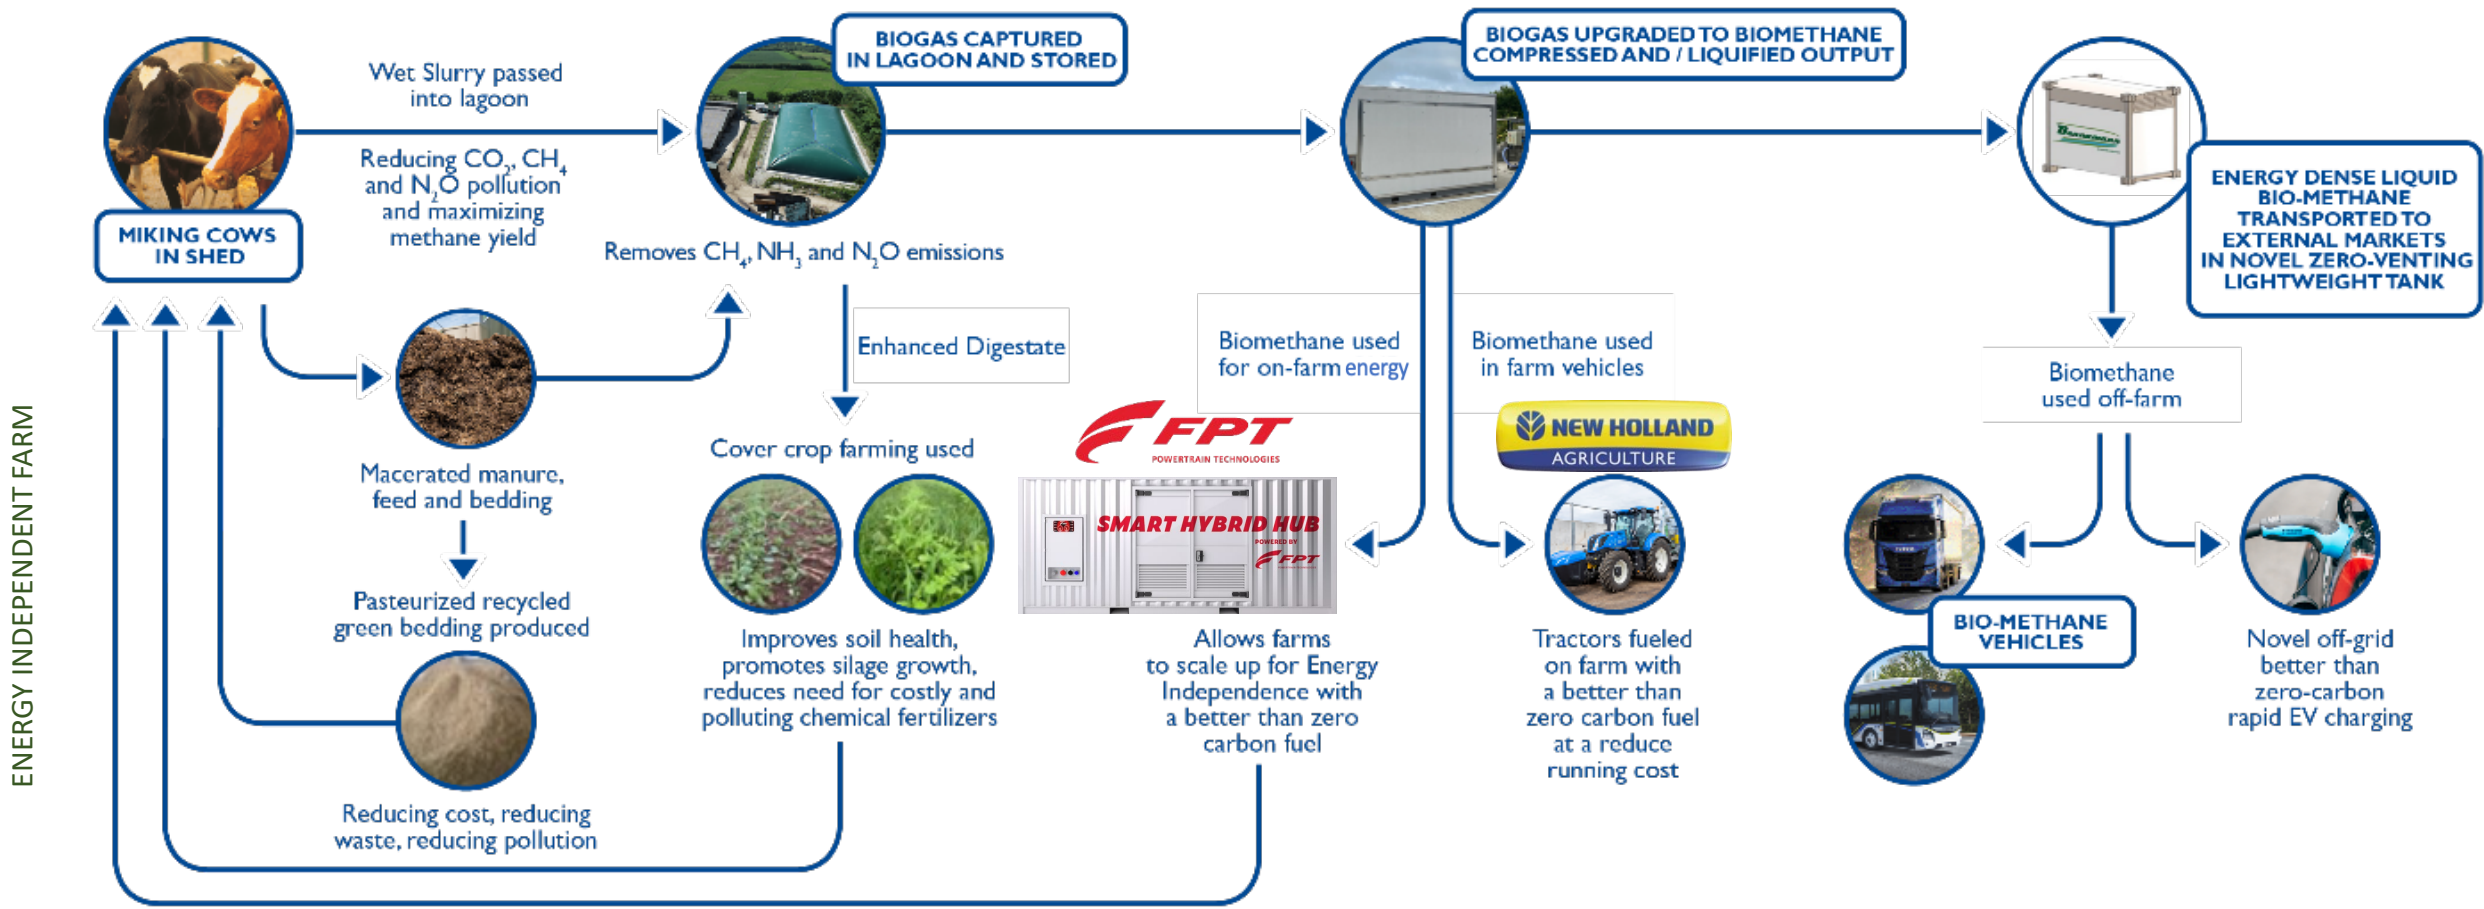 ENERGY INDEPENDENT FARM
MIKING COWS
IN SHED
Wet Slurry passed
into lagoon
Reducing CO2, CH4
and N2O pollution
and maximizing
methane yield
BIOGAS CAPTURED
IN LAGOON AND STORED
Removes CH4, NH3 and N2O emissions
BIOGAS UPGRADED TO BIOMETHANE
COMPRESSED AND / LIQUIFIED OUTPUT
ENERGY DENSE LIQUID
BIO-METHANE
TRANSPORTED TO
EXTERNAL MARKETS
IN NOVEL ZERO-VENTING
LIGHTWEIGHT TANK
Macerated manure,
feed and bedding
Pasteurized recycled
green bedding produced
Reducing cost, reducing
waste, reducing pollution
Enhanced Digestate
Cover crop farming used
Improves soil health,
promotes silage growth,
reduces need for costly and
polluting chemical fertilizers
Biomethane used
for on-farm energy
FPT
POWERTRAIN TECHNOLOGIES
SMART HYBRID HUB
POWERED BY
FPT
Allows farms
to scale up for Energy
Independence with
a better than zero
carbon fuel
Biomethane used
in farm vehicles
NEW HOLLAND
AGRICULTURE
Tractors fueled
on farm with
a better than
zero carbon fuel
at a reduce
running cost
Biomethane
used off-farm
BIO-METHANE
VEHICLES
Novel off-grid
better than
zero-carbon
rapid EV charging